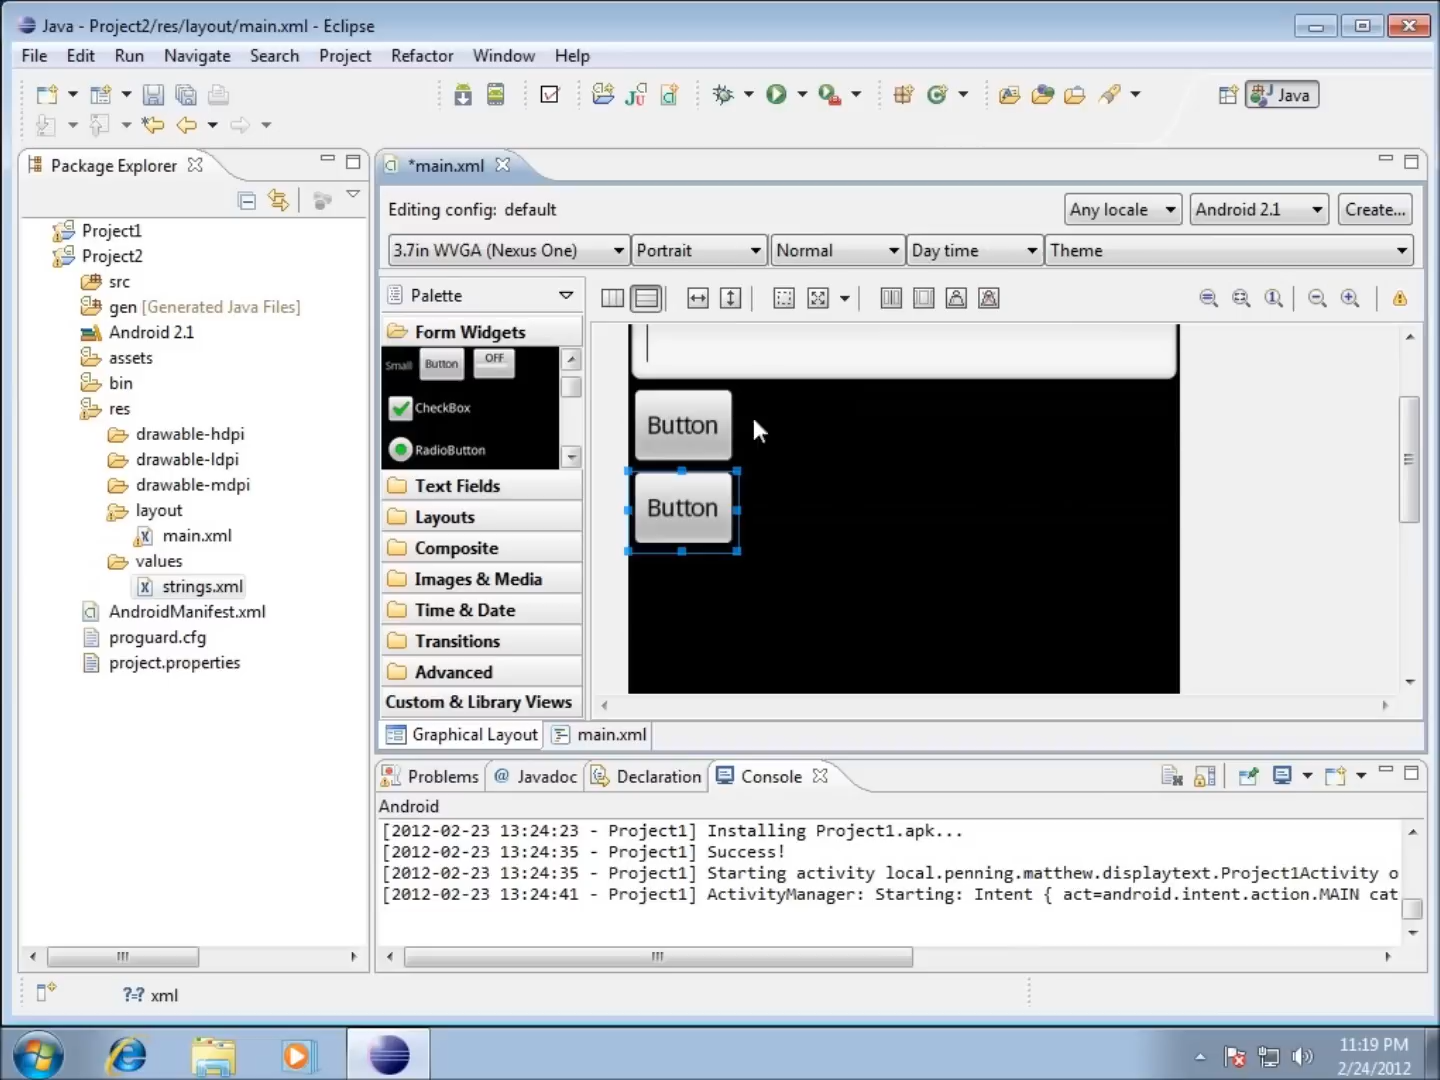 Java - Project2/res/layout/main.xml - Eclipse
File Edit Run Navigate Search Project Refactor Window Help
Java
Package Explorer
*main.xml
Editing config: default
Any locale
Android 2.1
Create...
3.7in WVGA (Nexus One)
Portrait
Normal
Day time
Theme
Project1
Project2
src
gen [Generated Java Files]
Android 2.1
assets
bin
res
drawable-hdpi
drawable-ldpi
drawable-mdpi
layout
main.xml
values
strings.xml
AndroidManifest.xml
proguard.cfg
project.properties
Palette
Form Widgets
Small Button OFF
CheckBox
RadioButton
Text Fields
Layouts
Composite
Images & Media
Time & Date
Transitions
Advanced
Custom & Library Views
Button
Button
Graphical Layout
main.xml
Problems @ Javadoc Declaration Console
Android
[2012-02-23 13:24:23 - Project1] Installing Project1.apk...
[2012-02-23 13:24:35 - Project1] Success!
[2012-02-23 13:24:35 - Project1] Starting activity local.penning.matthew.displaytext.Project1Activity o
[2012-02-23 13:24:41 - Project1] ActivityManager: Starting: Intent { act=android.intent.action.MAIN cat
?=? xml
11:19 PM
2/24/2012